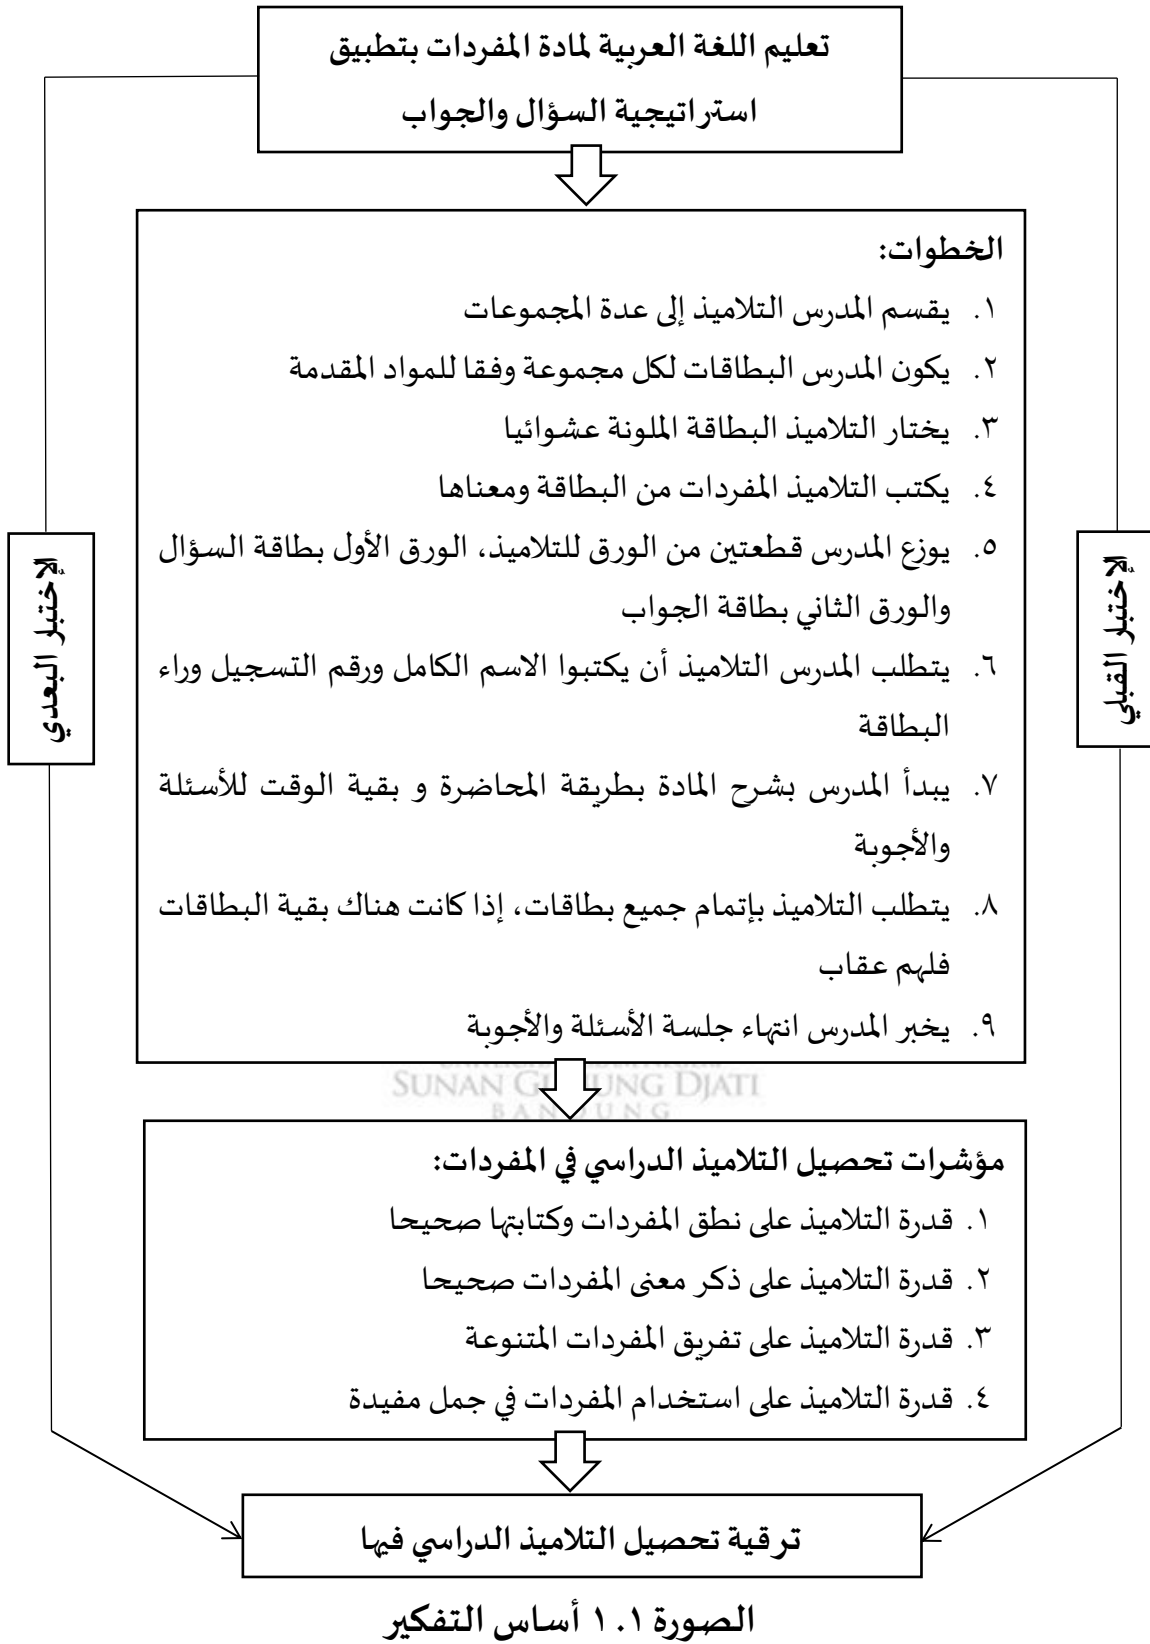 تعليم اللغة العربية لمادة المفردات بتطبيق
استراتيجية السؤال والجواب
الخطوات:
١. يقسم المدرس التلاميذ إلى عدة المجموعات
٢. يكون المدرس البطاقات لكل مجموعة وفقا للمواد المقدمة
٣. يختار التلاميذ البطاقة الملونة عشوائيا
٤. يكتب التلاميذ المفردات من البطاقة ومعناها
٥. يوزع المدرس قطعتين من الورق للتلاميذ، الورق الأول بطاقة السؤال
والورق الثاني بطاقة الجواب
٦. يتطلب المدرس التلاميذ أن يكتبوا الاسم الكامل ورقم التسجيل وراء
البطاقة
٧. يبدأ المدرس بشرح المادة بطريقة المحاضرة و بقية الوقت للأسئلة
والأجوبة
٨. يتطلب التلاميذ بإتمام جميع بطاقات، إذا كانت هناك بقية البطاقات
فلهم عقاب
٩. يخبر المدرس انتهاء جلسة الأسئلة والأجوبة
الإختبار القبلي
الإختبار البعدي
SUNAN GUNUNG DJATI
BANDUNG
مؤشرات تحصيل التلاميذ الدراسي في المفردات:
١. قدرة التلاميذ على نطق المفردات وكتابتها صحيحا
٢. قدرة التلاميذ على ذكر معنى المفردات صحيحا
٣. قدرة التلاميذ على تفريق المفردات المتنوعة
٤. قدرة التلاميذ على استخدام المفردات في جمل مفيدة
ترقية تحصيل التلاميذ الدراسي فيها
الصورة ١.١ أساس التفكير